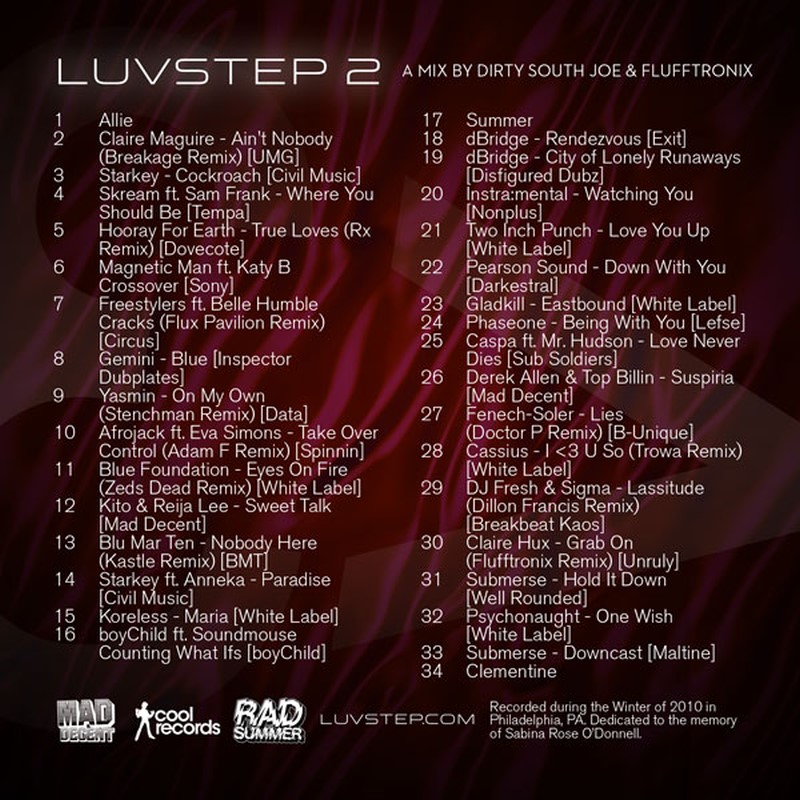 LUVSTEP 2 A MIX BY DIRTY SOUTH JOE & FLUFFTRONIX
1 Allie
2 Claire Maguire - Ain't Nobody
(Breakage Remix) [UMG]
3 Starkey - Cockroach [Civil Music]
4 Skream ft. Sam Frank - Where You
Should Be [Tempa]
5 Hooray For Earth - True Loves (Rx
Remix) [Dovecote]
6 Magnetic Man ft. Katy B
Crossover [Sony]
7 Freestylers ft. Belle Humble
Cracks (Flux Pavilion Remix)
[Circus]
8 Gemini - Blue [Inspector
Dubplates]
9 Yasmin - On My Own
(Stenchman Remix) [Data]
10 Afrojack ft. Eva Simons - Take Over
Control (Adam F Remix) [Spinnin]
11 Blue Foundation - Eyes On Fire
(Zeds Dead Remix) [White Label]
12 Kito & Reija Lee - Sweet Talk
[Mad Decent]
13 Blu Mar Ten - Nobody Here
(Kastle Remix) [BMT]
14 Starkey ft. Anneka - Paradise
[Civil Music]
15 Koreless - Maria [White Label]
16 boyChild ft. Soundmouse
Counting What Ifs [boyChild]
17 Summer
18 dBridge - Rendezvous [Exit]
19 dBridge - City of Lonely Runaways
[Disfigured Dubz]
20 Instra:mental - Watching You
[Nonplus]
21 Two Inch Punch - Love You Up
[White Label]
22 Pearson Sound - Down With You
[Darkestral]
23 Gladkill - Eastbound [White Label]
24 Phaseone - Being With You [Lefse]
25 Caspa ft. Mr. Hudson - Love Never
Dies [Sub Soldiers]
26 Derek Allen & Top Billin - Suspiria
[Mad Decent]
27 Fenech-Soler - Lies
(Doctor P Remix) [B-Unique]
28 Cassius - I <3 U So (Trowa Remix)
[White Label]
29 DJ Fresh & Sigma - Lassitude
(Dillon Francis Remix)
[Breakbeat Kaos]
30 Claire Hux - Grab On
(Flufftronix Remix) [Unruly]
31 Submerse - Hold It Down
[Well Rounded]
32 Psychonaught - One Wish
[White Label]
33 Submerse - Downcast [Maltine]
34 Clementine
MAD
DECENT
cool
records
RAD
SUMMER
LUVSTEP.COM
Recorded during the Winter of 2010 in
Philadelphia, PA. Dedicated to the memory
of Sabina Rose O'Donnell.